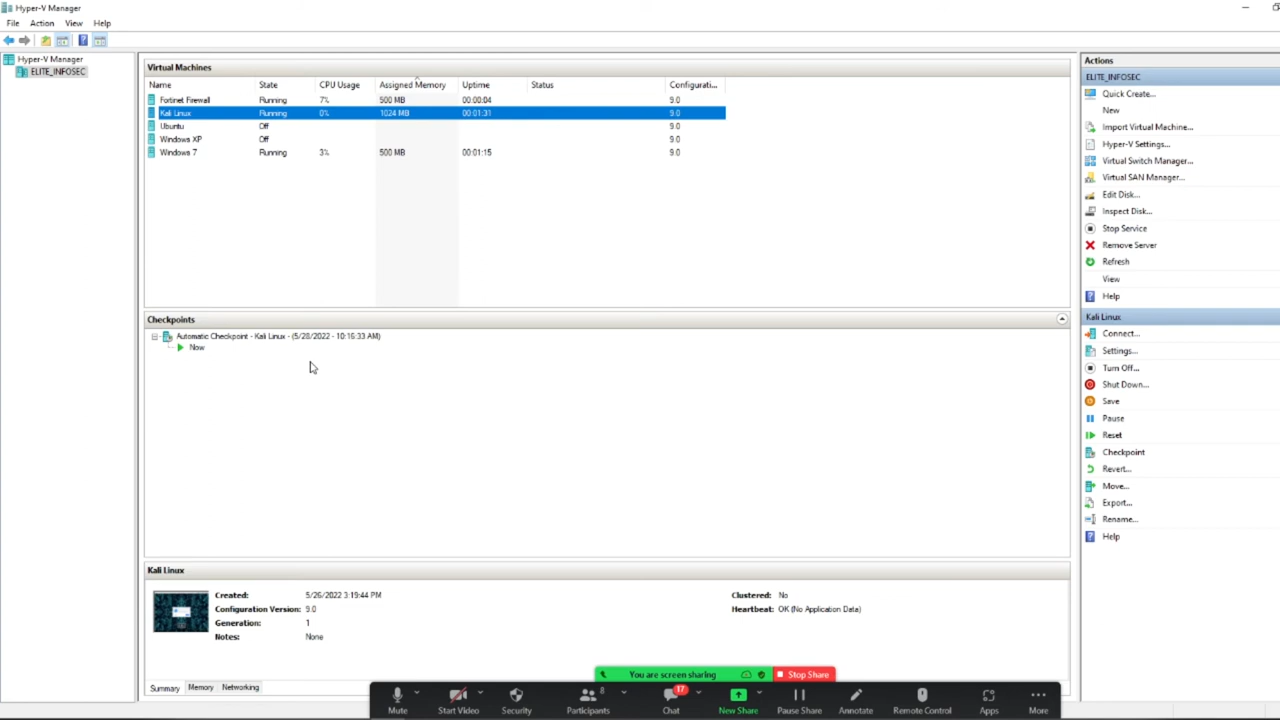 Hyper-V Manager
File Action View Help
Hyper-V Manager
ELITE_INFOSEC
Virtual Machines
Name State CPU Usage Assigned Memory Uptime Status Configurati...
Fortinet Firewall Running 7% 500 MB 00:00:04 9.0
Kali Linux Running 0% 1024 MB 00:01:31 9.0
Ubuntu Off 9.0
Windows XP Off 9.0
Windows 7 Running 3% 500 MB 00:01:15 9.0
Checkpoints
Automatic Checkpoint - Kali Linux - (5/28/2022 - 10:16:33 AM)
Now
Kali Linux
Created: 5/26/2022 3:19:44 PM
Configuration Version: 9.0
Generation: 1
Notes: None
Clustered: No
Heartbeat: OK (No Application Data)
Summary Memory Networking
Actions
ELITE_INFOSEC
Quick Create...
New
Import Virtual Machine...
Hyper-V Settings...
Virtual Switch Manager...
Virtual SAN Manager...
Edit Disk...
Inspect Disk...
Stop Service
Remove Server
Refresh
View
Help
Kali Linux
Connect...
Settings...
Turn Off...
Shut Down...
Save
Pause
Reset
Checkpoint
Revert...
Move...
Export...
Rename...
Help
You are screen sharing Stop Share
8 17
Mute Start Video Security Participants Chat New Share Pause Share Annotate Remote Control Apps More